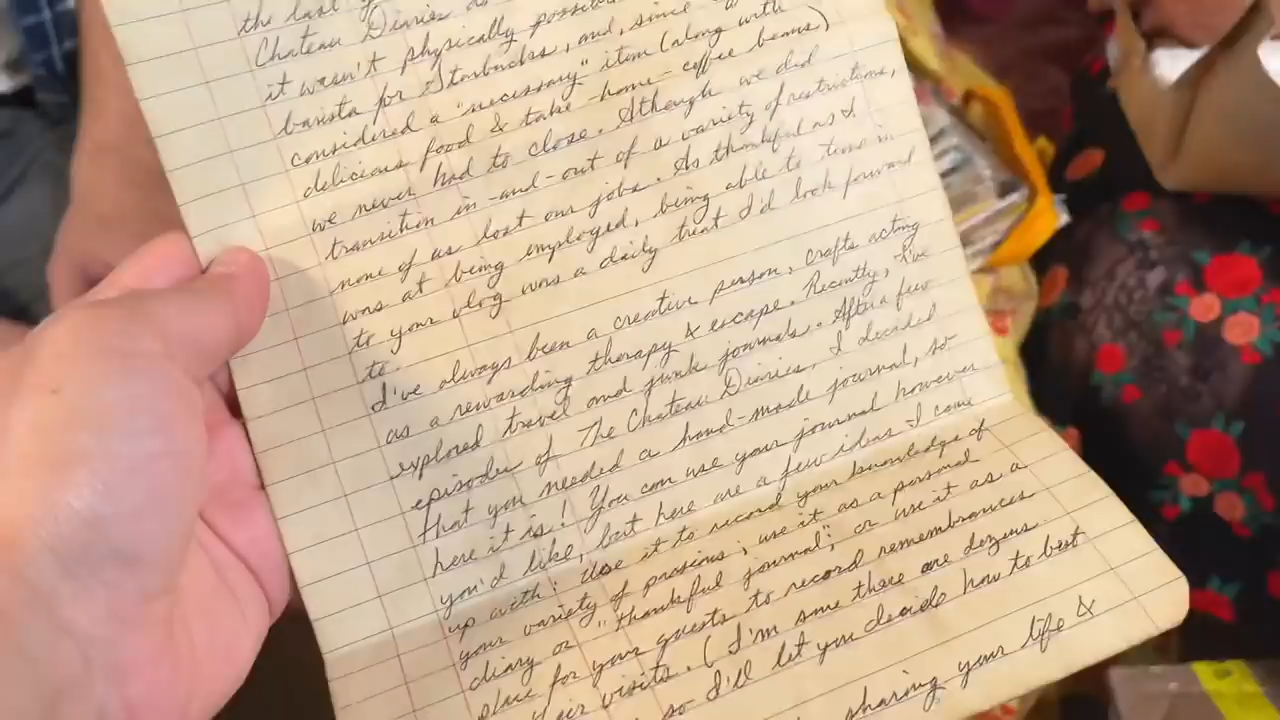 the last
Chateau Diaries
it wasn't physically
barista for Starbucks, and, since
considered a "necessary" item (along with
delicious food & take-home-coffee beans,)
we never had to close. Although we did
transition in-and-out of a variety of restrictions,
none of us lost our jobs. As thankful as I
was at being employed, being able to tune in
to your vlog was a daily treat I'd look forward
to.
I've always been a creative person, crafts acting
as a rewarding therapy & escape. Recently, I've
explored travel and junk journals. After a few
episodes of The Chateau Diaries, I decided
that you needed a hand-made journal, so
here it is! You can use your journal however
you'd like, but here are a few ideas I came
up with: Use it to record your knowledge of
your variety of ; use it as a personal
diary or "thankful journal"; or use it as a
place for your guests to record remembrances
visits. (I'm sure there are
so I'll let you decide how to best
sharing your life &